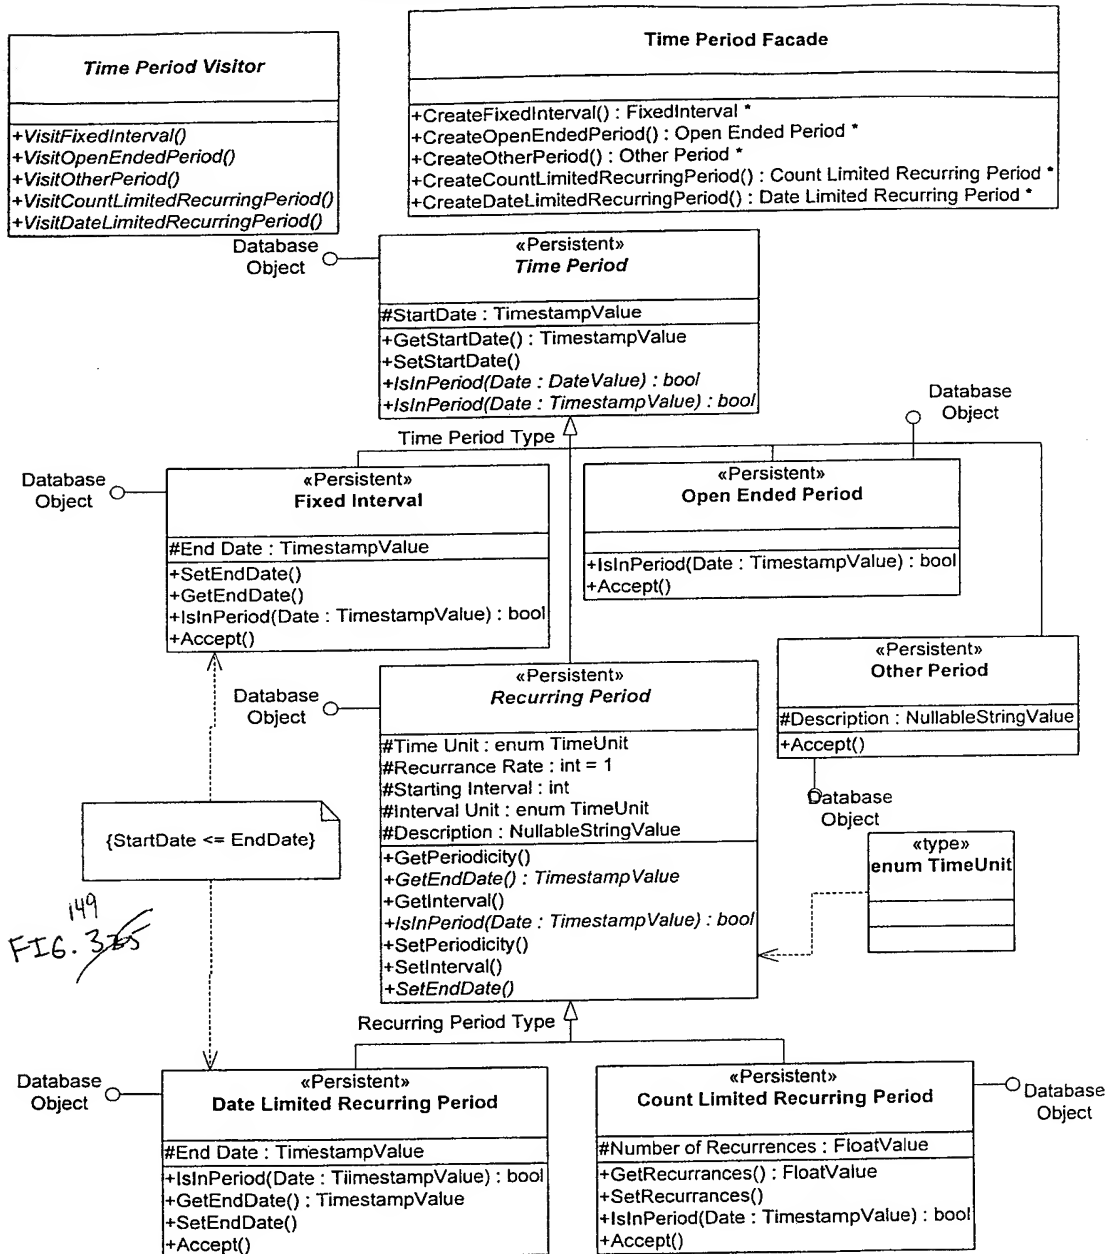 Time Period Visitor
+VisitFixedInterval()
+VisitOpenEndedPeriod()
+VisitOtherPeriod()
+VisitCountLimitedRecurringPeriod()
+VisitDateLimitedRecurringPeriod()
Time Period Facade
+CreateFixedInterval() : FixedInterval *
+CreateOpenEndedPeriod() : Open Ended Period *
+CreateOtherPeriod() : Other Period *
+CreateCountLimitedRecurringPeriod() : Count Limited Recurring Period *
+CreateDateLimitedRecurringPeriod() : Date Limited Recurring Period *
Database
Object
«Persistent»
Time Period
#StartDate : TimestampValue
+GetStartDate() : TimestampValue
+SetStartDate()
+IsInPeriod(Date : DateValue) : bool
+IsInPeriod(Date : TimestampValue) : bool
Time Period Type
Database
Object
Database
Object
«Persistent»
Fixed Interval
#End Date : TimestampValue
+SetEndDate()
+GetEndDate()
+IsInPeriod(Date : TimestampValue) : bool
+Accept()
«Persistent»
Open Ended Period
+IsInPeriod(Date : TimestampValue) : bool
+Accept()
«Persistent»
Other Period
#Description : NullableStringValue
+Accept()
Database
Object
Database
Object
«Persistent»
Recurring Period
#Time Unit : enum TimeUnit
#Recurrance Rate : int = 1
#Starting Interval : int
#Interval Unit : enum TimeUnit
#Description : NullableStringValue
+GetPeriodicity()
+GetEndDate() : TimestampValue
+GetInterval()
+IsInPeriod(Date : TimestampValue) : bool
+SetPeriodicity()
+SetInterval()
+SetEndDate()
«type»
enum TimeUnit
{StartDate <= EndDate}
149
FIG. 325
Recurring Period Type
Database
Object
«Persistent»
Date Limited Recurring Period
#End Date : TimestampValue
+IsInPeriod(Date : TiimestampValue) : bool
+GetEndDate() : TimestampValue
+SetEndDate()
+Accept()
«Persistent»
Count Limited Recurring Period
#Number of Recurrences : FloatValue
+GetRecurrances() : FloatValue
+SetRecurrances()
+IsInPeriod(Date : TimestampValue) : bool
+Accept()
Database
Object